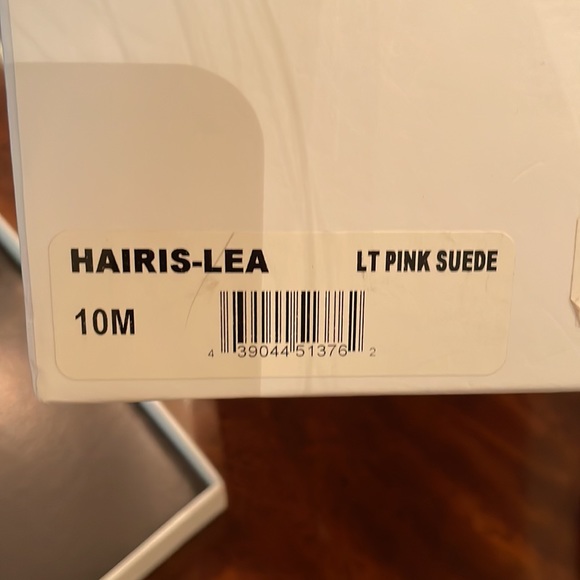 HAIRIS-LEA LT PINK SUEDE
10M
4 39044 51376 2